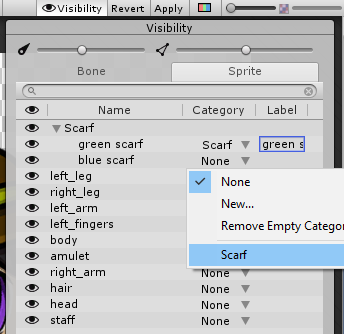 Visibility Revert Apply
Visibility
Bone Sprite
Name Category Label
Scarf
green scarf Scarf green s
blue scarf None
left_leg
right_leg
left_arm
left_fingers
body
amulet
right_arm
hair None
head None
staff None
None
New...
Remove Empty Categor
Scarf